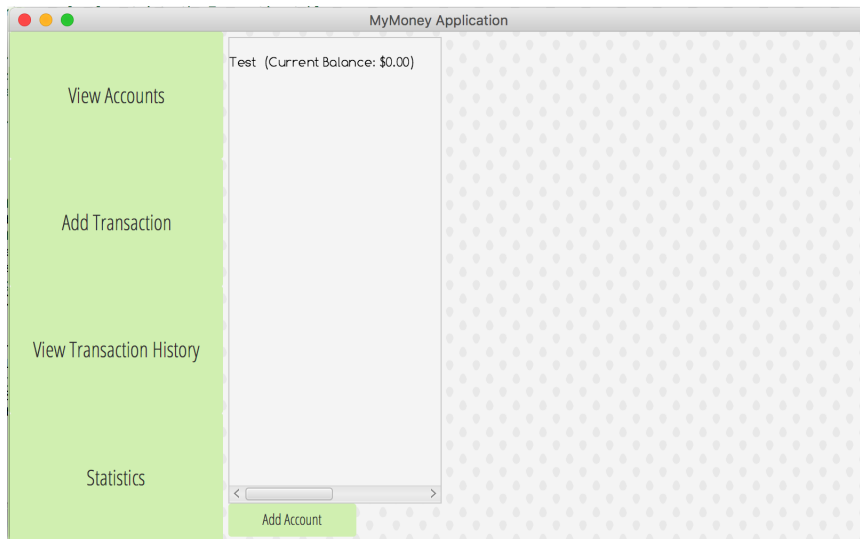 MyMoney Application
View Accounts
Add Transaction
View Transaction History
Statistics
Test (Current Balance: $0.00)
Add Account